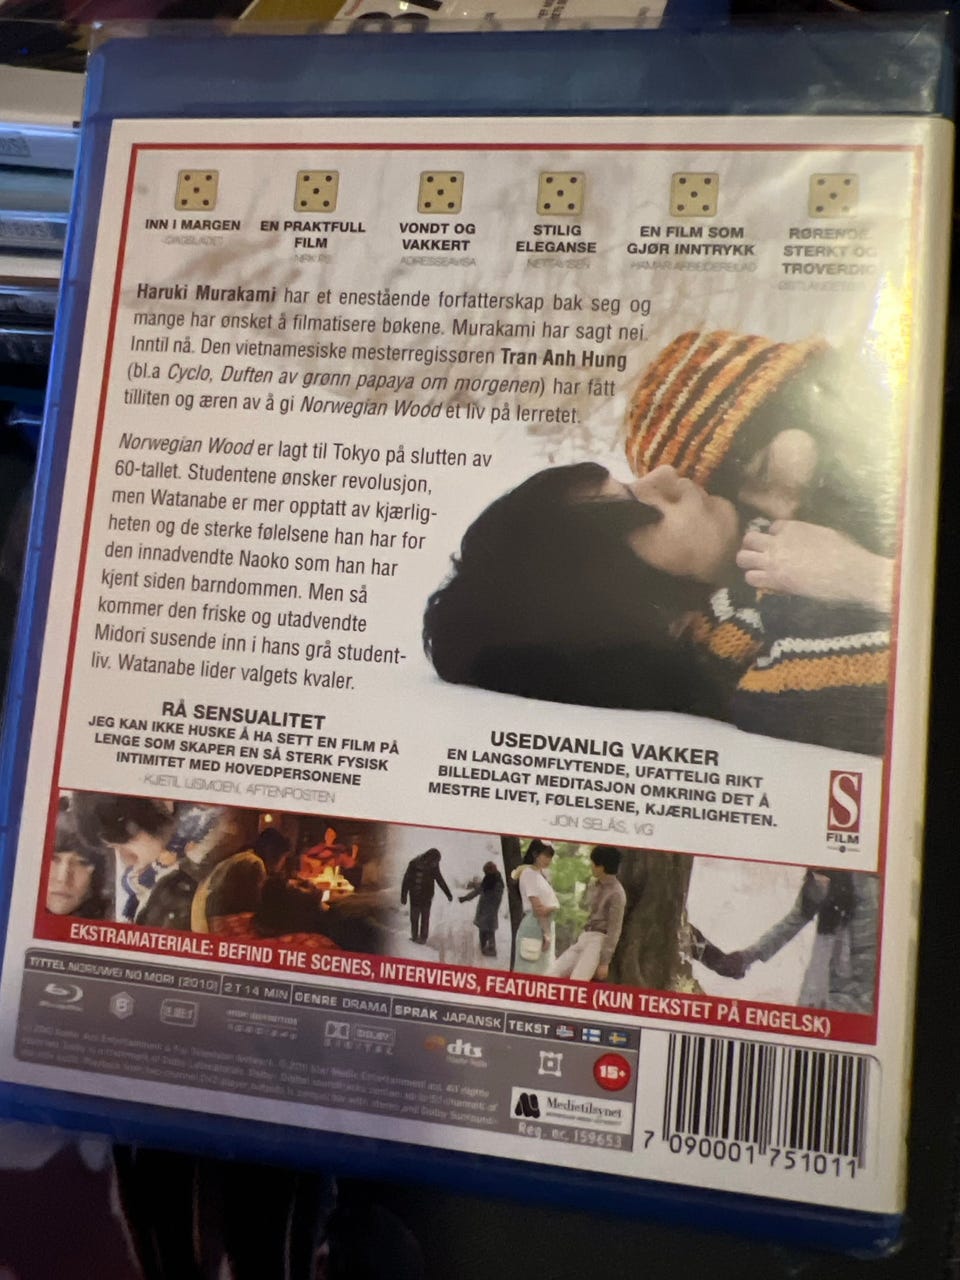 INN I MARGEN
DAGBLADET
EN PRAKTFULL
FILM
NRK P3
VONDT OG
VAKKERT
ADRESSEAVISA
STILIG
ELEGANSE
NETTAVISEN
EN FILM SOM
GJØR INNTRYKK
HAMAR ARBEIDERBLAD
RØRENDE
STERKT OG
TROVERDIG
Haruki Murakami har et enestående forfatterskap bak seg og
mange har ønsket å filmatisere bøkene. Murakami har sagt nei.
Inntil nå. Den vietnamesiske mesterregissøren Tran Anh Hung
(bl.a Cyclo, Duften av grønn papaya om morgenen) har fått
tilliten og æren av å gi Norwegian Wood et liv på lerretet.
Norwegian Wood er lagt til Tokyo på slutten av
60-tallet. Studentene ønsker revolusjon,
men Watanabe er mer opptatt av kjærlig-
heten og de sterke følelsene han har for
den innadvendte Naoko som han har
kjent siden barndommen. Men så
kommer den friske og utadvendte
Midori susende inn i hans grå student-
liv. Watanabe lider valgets kvaler.
RÅ SENSUALITET
JEG KAN IKKE HUSKE Å HA SETT EN FILM PÅ
LENGE SOM SKAPER EN SÅ STERK FYSISK
INTIMITET MED HOVEDPERSONENE
- KJETIL LISMOEN, AFTENPOSTEN
USEDVANLIG VAKKER
EN LANGSOMFLYTENDE, UFATTELIG RIKT
BILLEDLAGT MEDITASJON OMKRING DET Å
MESTRE LIVET, FØLELSENE, KJÆRLIGHETEN.
- JON SELÅS, VG
S
FILM
EKSTRAMATERIALE: BEFIND THE SCENES, INTERVIEWS, FEATURETTE (KUN TEKSTET PÅ ENGELSK)
TITTEL NORUWEI NO MORI (2010) 2 T 14 MIN GENRE DRAMA SPRÅK JAPANSK TEKST
B
DOLBY
dts
15+
Medietilsynet
Reg. nr. 159653
7 090001 751011